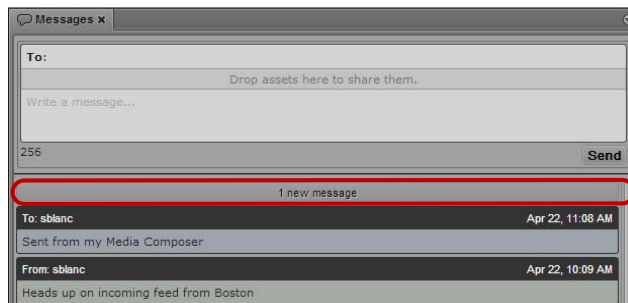 Messages x
To:
Drop assets here to share them.
Write a message...
256
Send
1 new message
To: sblanc Apr 22, 11:08 AM
Sent from my Media Composer
From: sblanc Apr 22, 10:09 AM
Heads up on incoming feed from Boston